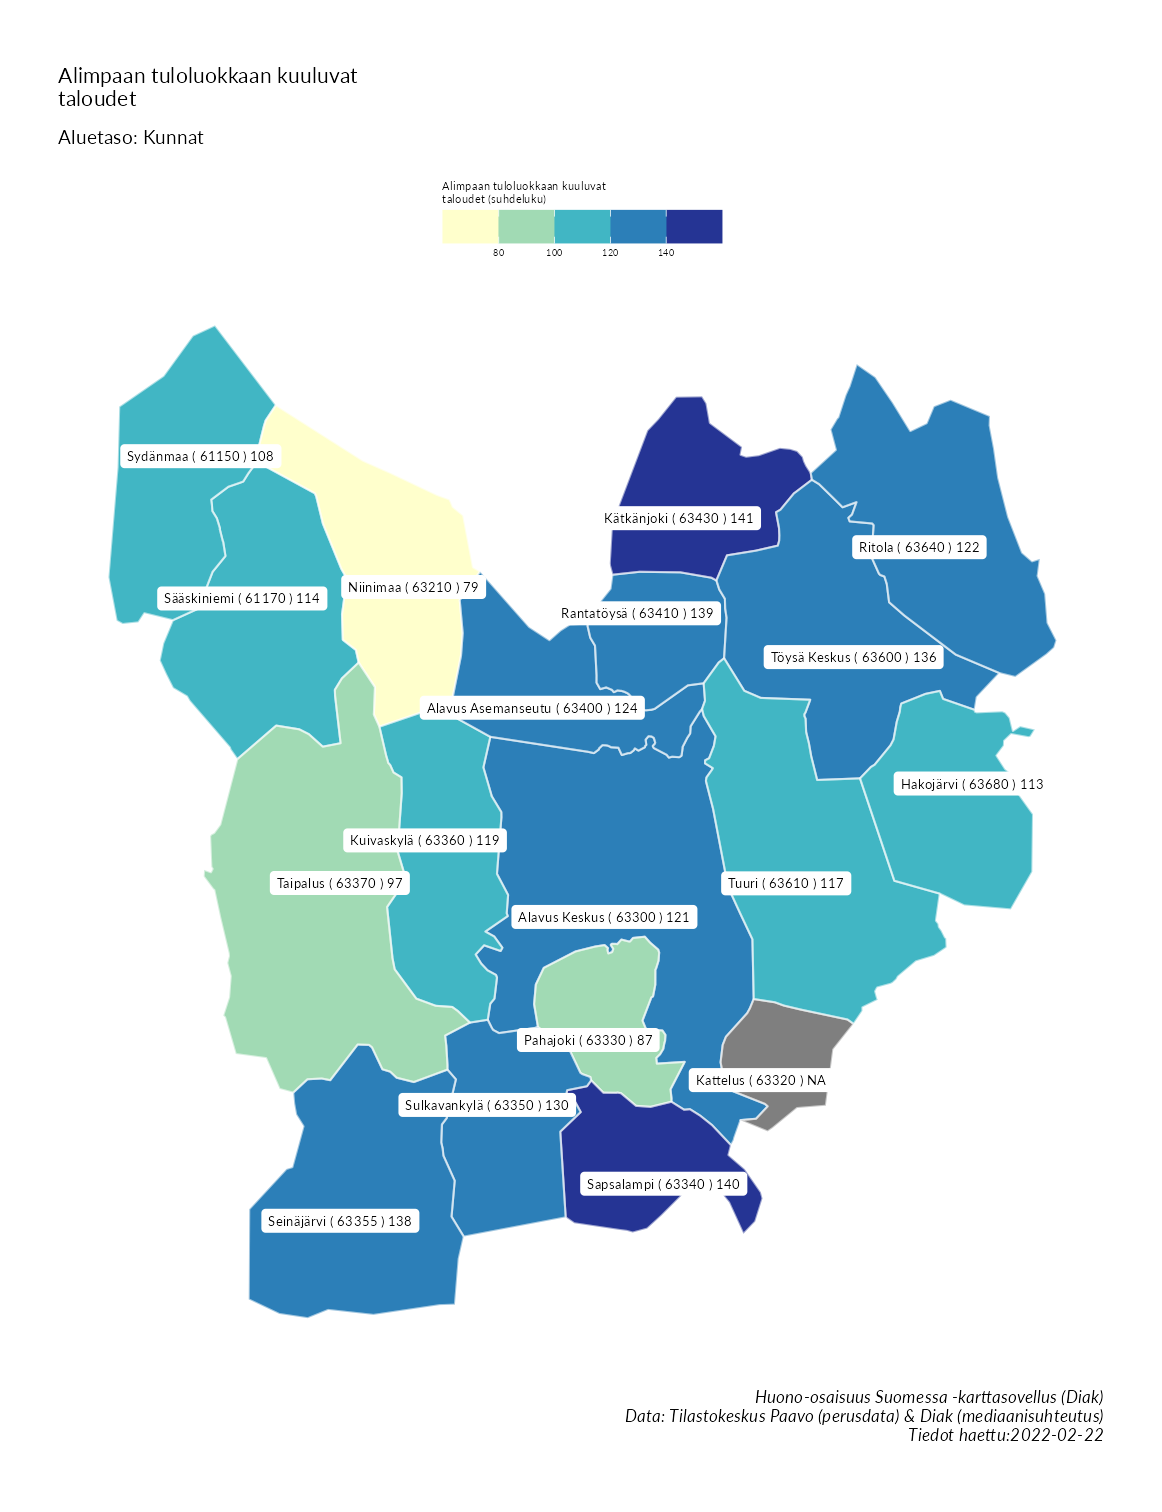 Alimpaan tuloluokkaan kuuluvat
taloudet
Aluetaso: Kunnat
Alimpaan tuloluokkaan kuuluvat
taloudet (suhdeluku)
80 100 120 140
Sydänmaa ( 61150 ) 108
Kätkänjoki ( 63430 ) 141
Ritola ( 63640 ) 122
Niinimaa ( 63210 ) 79
Sääskiniemi ( 61170 ) 114
Rantatöysä ( 63410 ) 139
Töysä Keskus ( 63600 ) 136
Alavus Asemanseutu ( 63400 ) 124
Hakojärvi ( 63680 ) 113
Kuivaskylä ( 63360 ) 119
Taipalus ( 63370 ) 97
Tuuri ( 63610 ) 117
Alavus Keskus ( 63300 ) 121
Pahajoki ( 63330 ) 87
Kattelus ( 63320 ) NA
Sulkavankylä ( 63350 ) 130
Sapsalampi ( 63340 ) 140
Seinäjärvi ( 63355 ) 138
Huono-osaisuus Suomessa -karttasovellus (Diak)
Data: Tilastokeskus Paavo (perusdata) & Diak (mediaanisuhteutus)
Tiedot haettu:2022-02-22